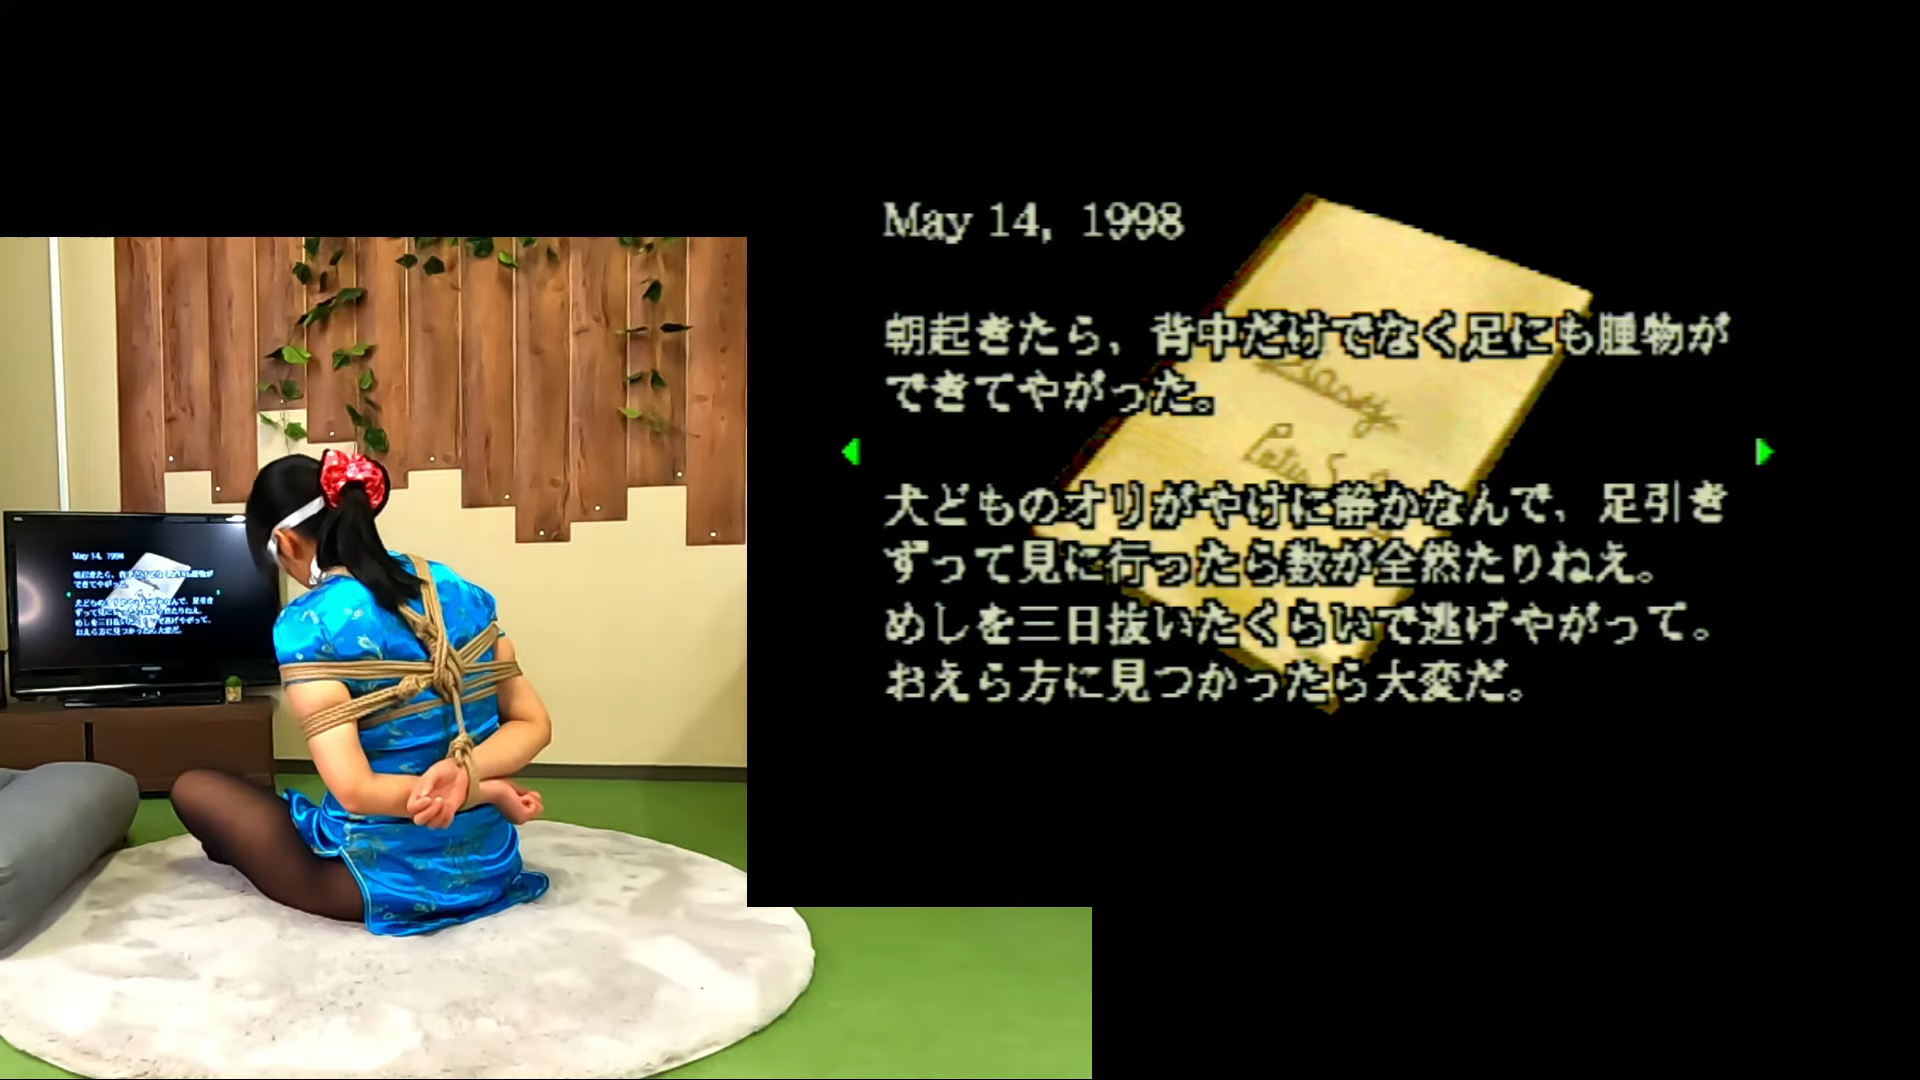 May 14, 1998
朝起きたら、背中だけでなく足にも腫物が
できてやがった。
犬どものオリがやけに静かなんで、足引き
ずって見に行ったら数が全然たりねえ。
めしを三日抜いたくらいで逃げやがって。
おえら方に見つかったら大変だ。
Diary